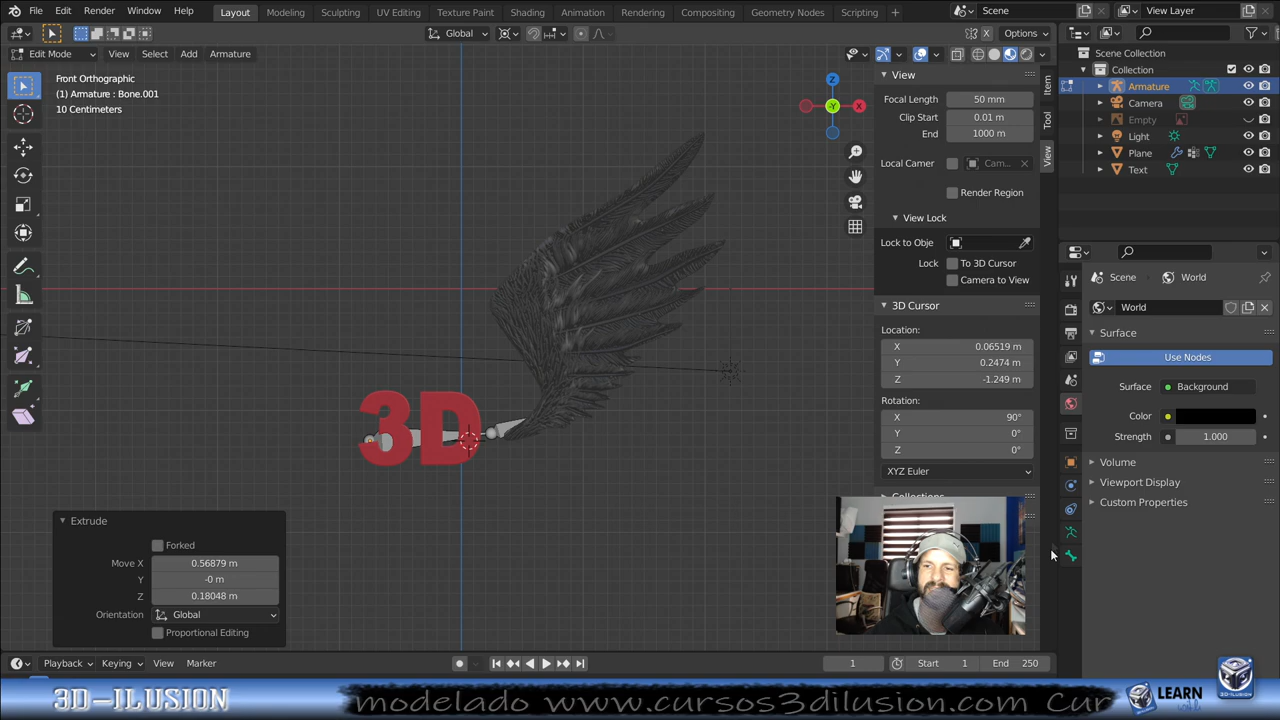 File Edit Render Window Help Layout Modeling Sculpting UV Editing Texture Paint Shading Animation Rendering Compositing Geometry Nodes Scripting + Scene View Layer
Global Options
Edit Mode View Select Add Armature
Front Orthographic
(1) Armature : Bone.001
10 Centimeters
Z
X
-Y
View
Focal Length 50 mm
Clip Start 0.01 m
End 1000 m
Local Camer Cam...
Render Region
View Lock
Lock to Obje
Lock To 3D Cursor
Camera to View
3D Cursor
Location:
X 0.06519 m
Y 0.2474 m
Z -1.249 m
Rotation:
X 90°
Y 0°
Z 0°
XYZ Euler
Item
Tool
View
Scene Collection
Collection
Armature
Camera
Empty
Light
Plane
Text
Scene World
World
Surface
Use Nodes
Surface Background
Color
Strength 1.000
Volume
Viewport Display
Custom Properties
3D
Extrude
Forked
Move X 0.56879 m
Y -0 m
Z 0.18048 m
Orientation Global
Proportional Editing
Playback Keying View Marker 1 Start 1 End 250
3D-ILUSION modelado www.cursos3dilusion.com Cur LEARN